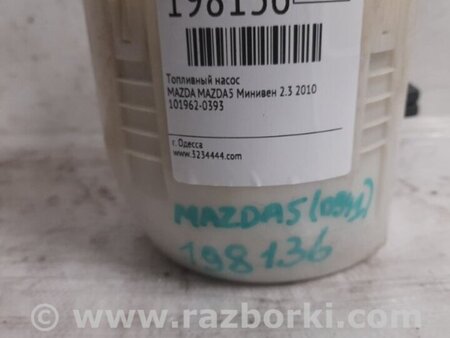 198136
Топливный насос
MAZDA MAZDA5 Минивен 2.3 2010
101962-0393
г. Одесса
www.5234444.com
MAZDA5(0943)
198136
www.razborki.com